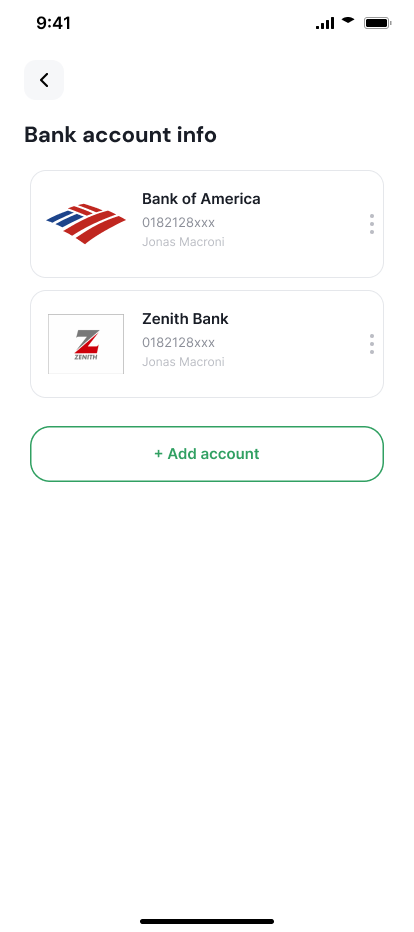 9:41
Bank account info
Bank of America
0182128xxx
Jonas Macroni
Zenith Bank
0182128xxx
Jonas Macroni
ZENITH
+ Add account